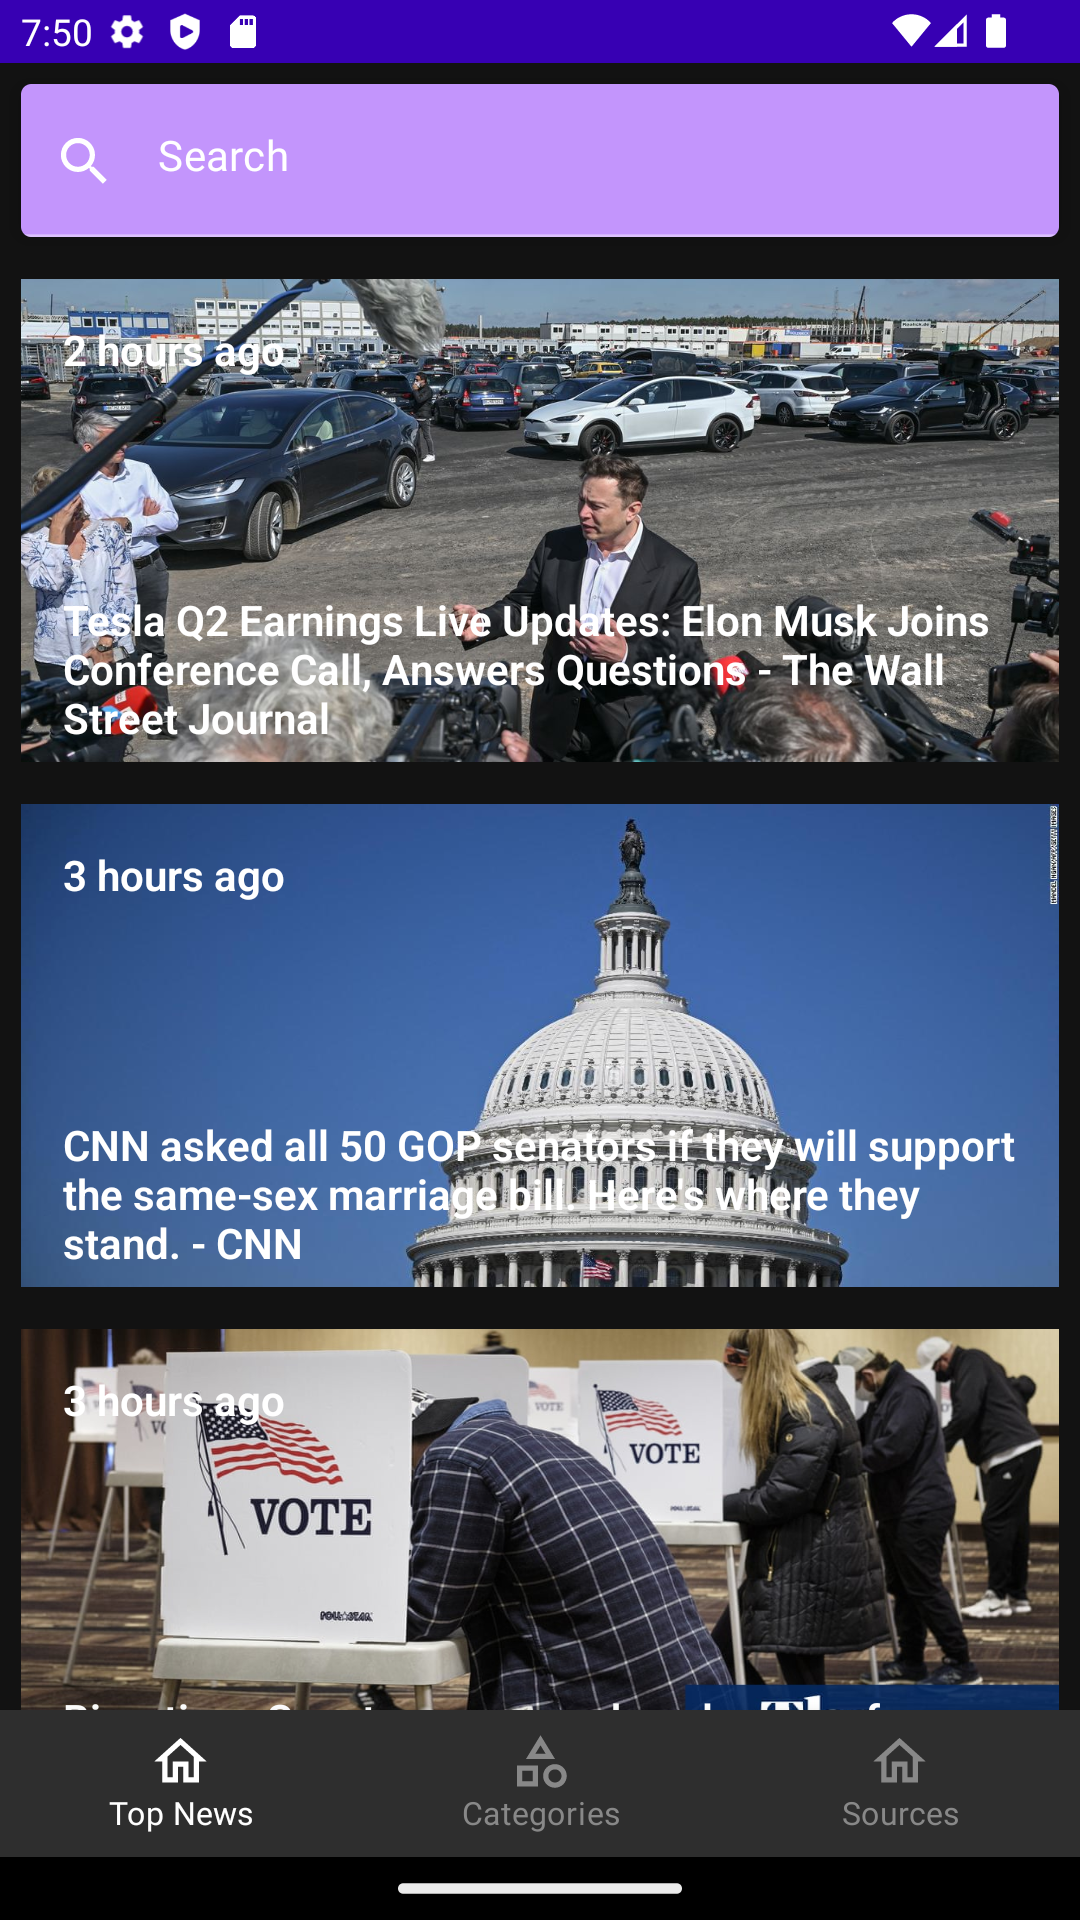 7:50
Search
2 hours ago
Tesla Q2 Earnings Live Updates: Elon Musk Joins
Conference Call, Answers Questions - The Wall
Street Journal
3 hours ago
CNN asked all 50 GOP senators if they will support
the same-sex marriage bill. Here's where they
stand. - CNN
3 hours ago
VOTE
VOTE
VOTE
Top News
Categories
Sources